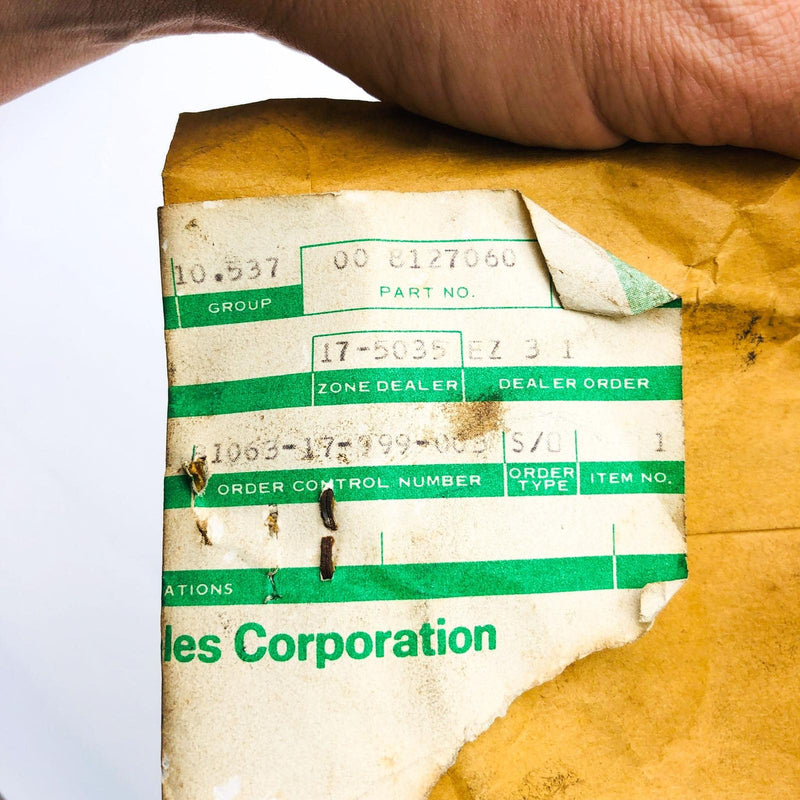 10.537 00 8127060
GROUP PART NO.
17-5035 EZ 3 1
ZONE DEALER DEALER ORDER
S/O 1
ORDER CONTROL NUMBER ORDER TYPE ITEM NO.
ATIONS
les Corporation